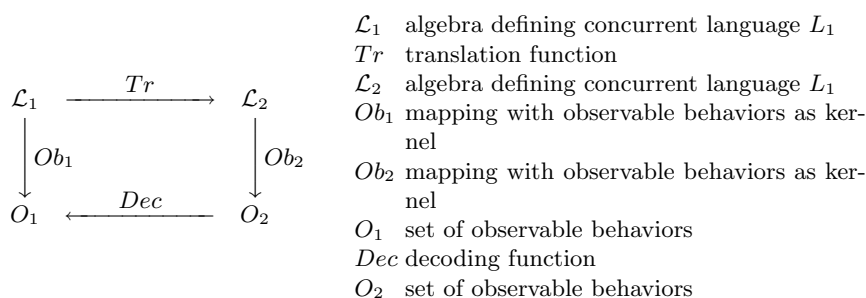 Tr
ℒ₁ ℒ₂
Ob₁ Ob₂
Dec
O₁ O₂
ℒ₁ algebra defining concurrent language L₁
Tr translation function
ℒ₂ algebra defining concurrent language L₁
Ob₁ mapping with observable behaviors as ker-
nel
Ob₂ mapping with observable behaviors as ker-
nel
O₁ set of observable behaviors
Dec decoding function
O₂ set of observable behaviors